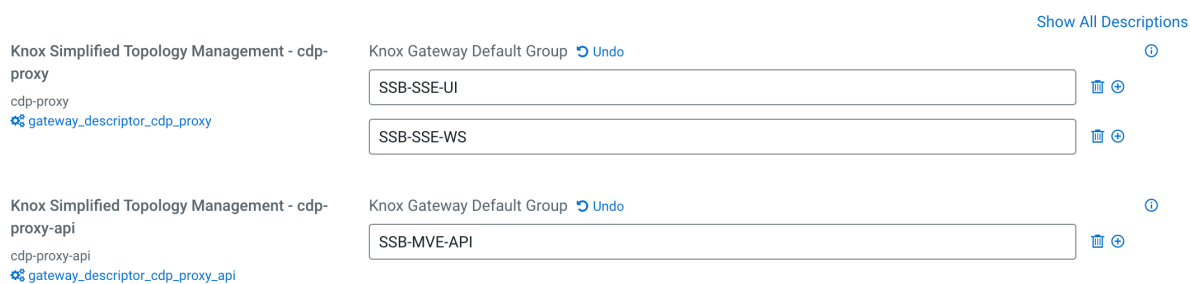 Show All Descriptions
Knox Simplified Topology Management - cdp-
proxy
cdp-proxy
gateway_descriptor_cdp_proxy
Knox Gateway Default Group Undo
SSB-SSE-UI
SSB-SSE-WS
Knox Simplified Topology Management - cdp-
proxy-api
cdp-proxy-api
gateway_descriptor_cdp_proxy_api
Knox Gateway Default Group Undo
SSB-MVE-API